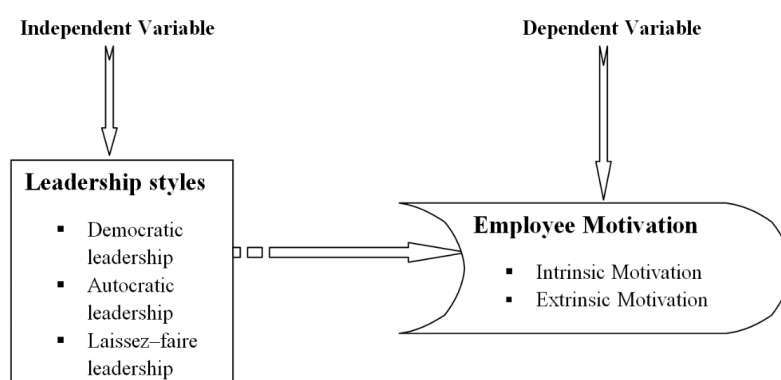 Independent Variable
Dependent Variable
Leadership styles
▪ Democratic
leadership
▪ Autocratic
leadership
▪ Laissez–faire
leadership
Employee Motivation
▪ Intrinsic Motivation
▪ Extrinsic Motivation